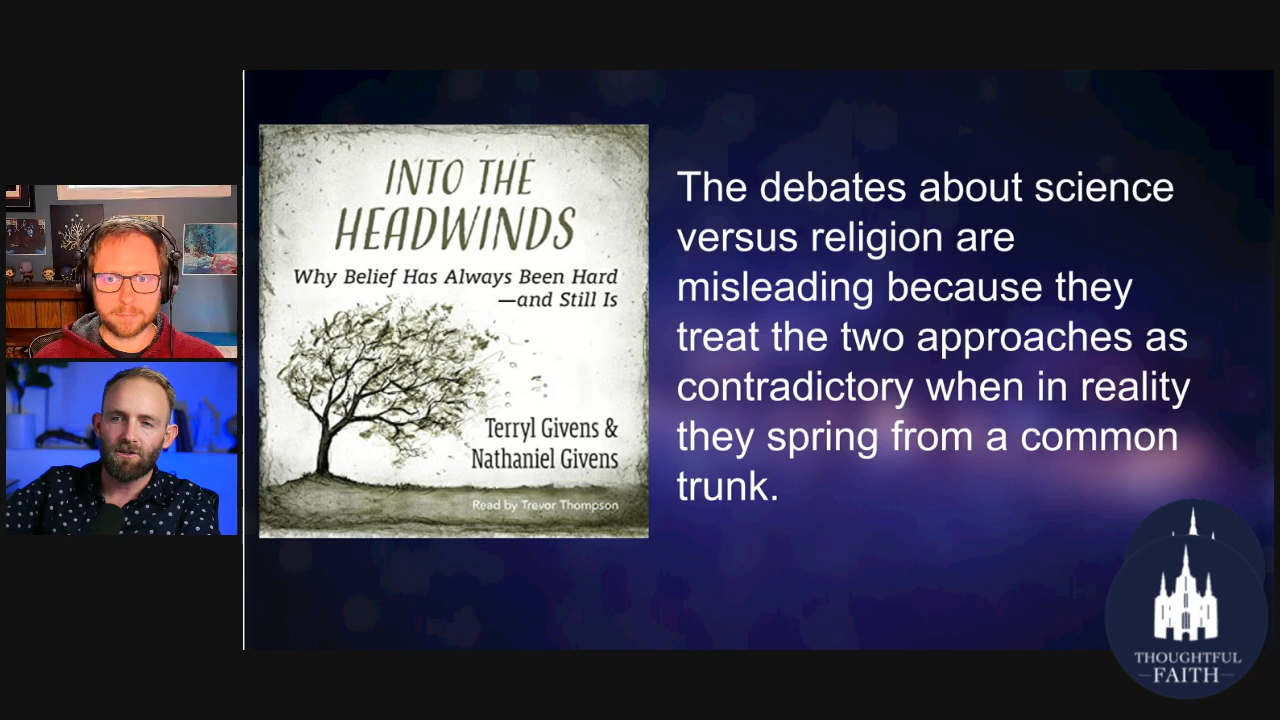 INTO THE
HEADWINDS
Why Belief Has Always Been Hard
—and Still Is
Terryl Givens &
Nathaniel Givens
Read by Trevor Thompson
The debates about science
versus religion are
misleading because they
treat the two approaches as
contradictory when in reality
they spring from a common
trunk.
THOUGHTFUL
—FAITH—